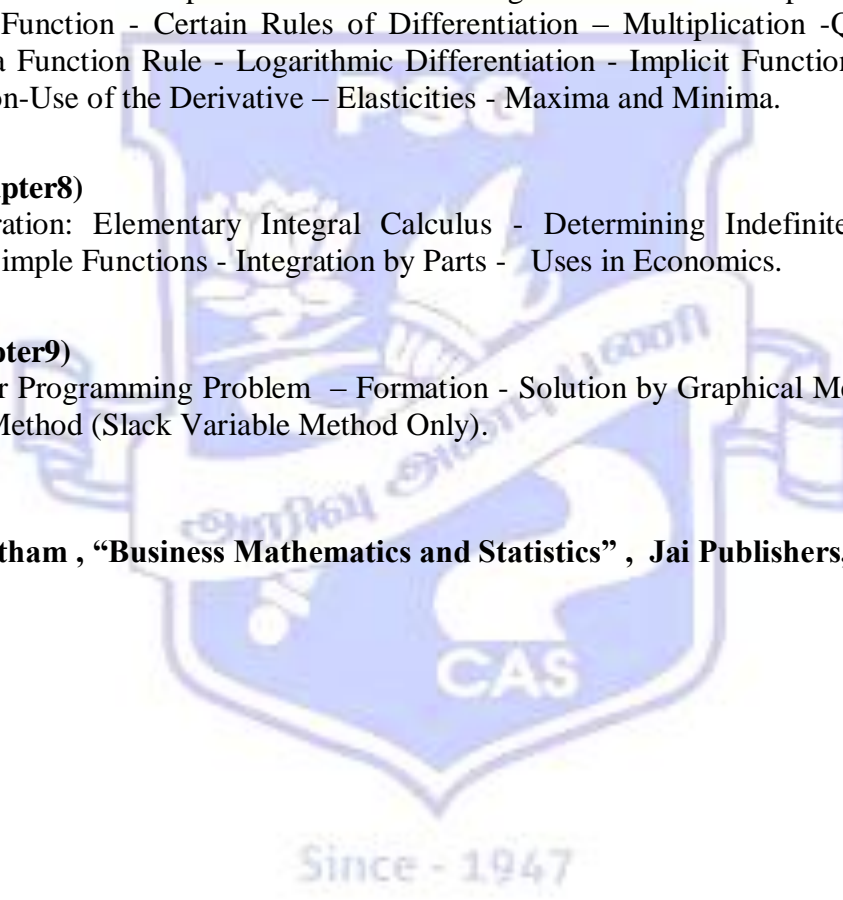 Function - Certain Rules of Differentiation – Multiplication -Q
a Function Rule - Logarithmic Differentiation - Implicit Function
on-Use of the Derivative – Elasticities - Maxima and Minima.
pter8)
ration: Elementary Integral Calculus - Determining Indefinite
imple Functions - Integration by Parts - Uses in Economics.
pter9)
r Programming Problem – Formation - Solution by Graphical Me
Method (Slack Variable Method Only).
tham , “Business Mathematics and Statistics” , Jai Publishers,
PSG
CAS
Since - 1947